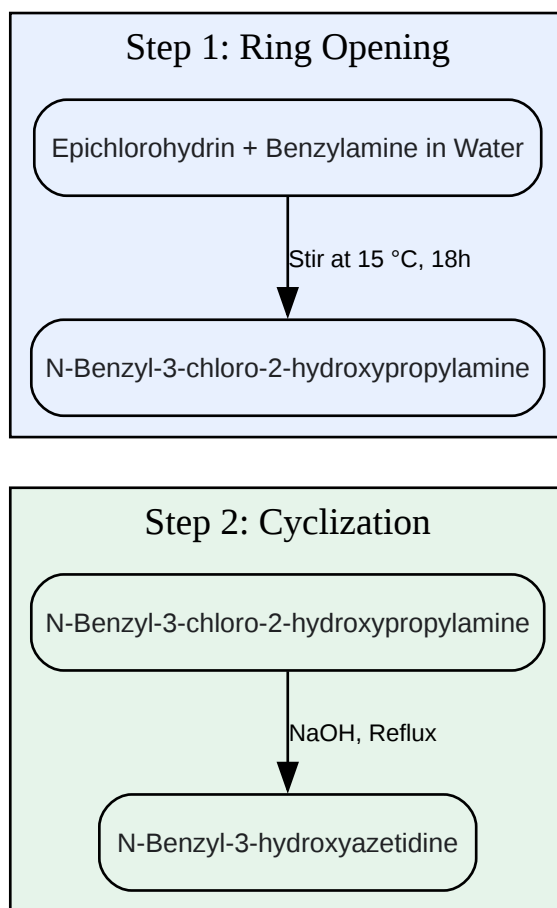 Step 1: Ring Opening
Epichlorohydrin + Benzylamine in Water
Stir at 15 °C, 18h
N-Benzyl-3-chloro-2-hydroxypropylamine
Step 2: Cyclization
N-Benzyl-3-chloro-2-hydroxypropylamine
NaOH, Reflux
N-Benzyl-3-hydroxyazetidine